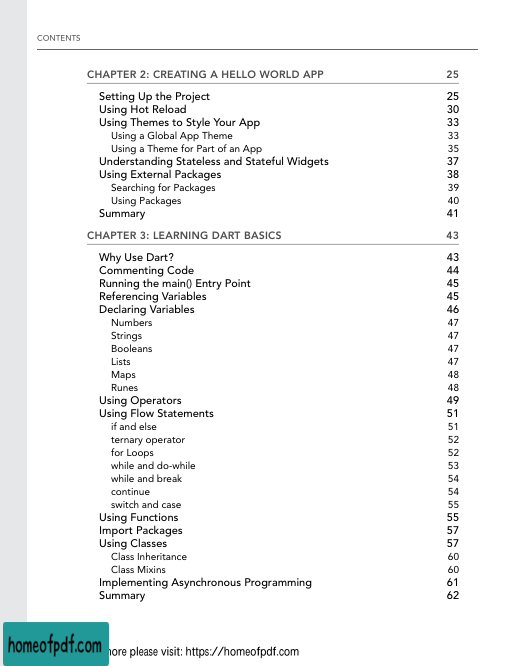 CONTENTS
CHAPTER 2: CREATING A HELLO WORLD APP 25
Setting Up the Project 25
Using Hot Reload 30
Using Themes to Style Your App 33
Using a Global App Theme 33
Using a Theme for Part of an App 35
Understanding Stateless and Stateful Widgets 37
Using External Packages 38
Searching for Packages 39
Using Packages 40
Summary 41
CHAPTER 3: LEARNING DART BASICS 43
Why Use Dart? 43
Commenting Code 44
Running the main() Entry Point 45
Referencing Variables 45
Declaring Variables 46
Numbers 47
Strings 47
Booleans 47
Lists 47
Maps 48
Runes 48
Using Operators 49
Using Flow Statements 51
if and else 51
ternary operator 52
for Loops 52
while and do-while 53
while and break 54
continue 54
switch and case 55
Using Functions 55
Import Packages 57
Using Classes 57
Class Inheritance 60
Class Mixins 60
Implementing Asynchronous Programming 61
Summary 62
homeofpdf.com
please visit: https://homeofpdf.com